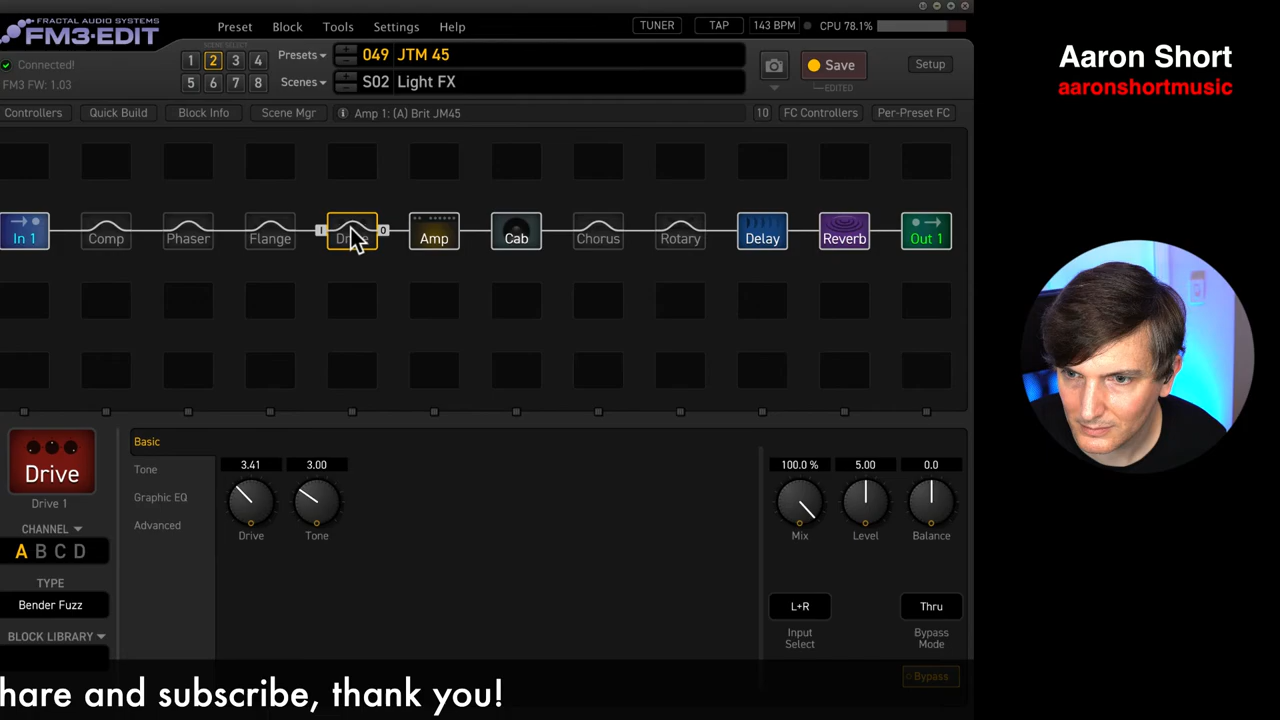 FRACTAL AUDIO SYSTEMS
FM3-EDIT
Preset
Block
Tools
Settings
Help
TUNER
TAP
143 BPM
CPU 78.1%
Connected!
FM3 FW: 1.03
SCENE SELECT
1 2 3 4
5 6 7 8
Presets
+
-
049 JTM 45
Scenes
+
-
S02 Light FX
Save
EDITED
Setup
Controllers
Quick Build
Block Info
Scene Mgr
Amp 1: (A) Brit JM45
10
FC Controllers
Per-Preset FC
In 1
Comp
Phaser
Flange
I
Drive
O
Amp
Cab
Chorus
Rotary
Delay
Reverb
Out 1
Drive
Drive 1
CHANNEL
A B C D
TYPE
Bender Fuzz
BLOCK LIBRARY
Basic
Tone
Graphic EQ
Advanced
3.41
3.00
Drive
Tone
100.0 %
5.00
0.0
Mix
Level
Balance
L+R
Thru
Input
Select
Bypass
Mode
Bypass
hare and subscribe, thank you!
Aaron Short
aaronshortmusic